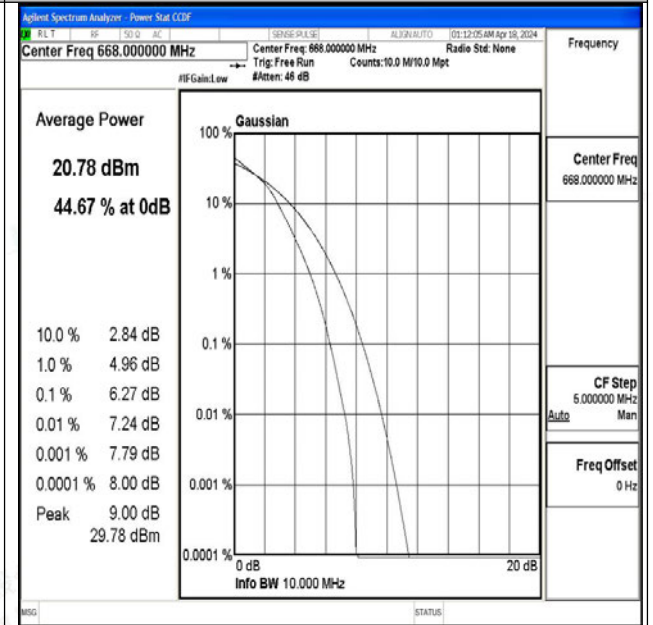 Agilent Spectrum Analyzer - Power Stat CCDF
RLT RF 50 Ω AC SENSE:PULSE ALIGN AUTO 01:12:05 AM Apr 18, 2024
Center Freq 668.000000 MHz
Center Freq: 668.000000 MHz Radio Std: None
Trig: Free Run Counts:10.0 M/10.0 Mpt
#IFGain:Low #Atten: 46 dB
Frequency
Average Power
20.78 dBm
44.67 % at 0dB
10.0 % 2.84 dB
1.0 % 4.96 dB
0.1 % 6.27 dB
0.01 % 7.24 dB
0.001 % 7.79 dB
0.0001 % 8.00 dB
Peak 9.00 dB
29.78 dBm
Gaussian
100 %
10 %
1 %
0.1 %
0.01 %
0.001 %
0.0001 %
0 dB 20 dB
Info BW 10.000 MHz
Center Freq
668.000000 MHz
CF Step
5.000000 MHz
Auto Man
Freq Offset
0 Hz
MSG STATUS